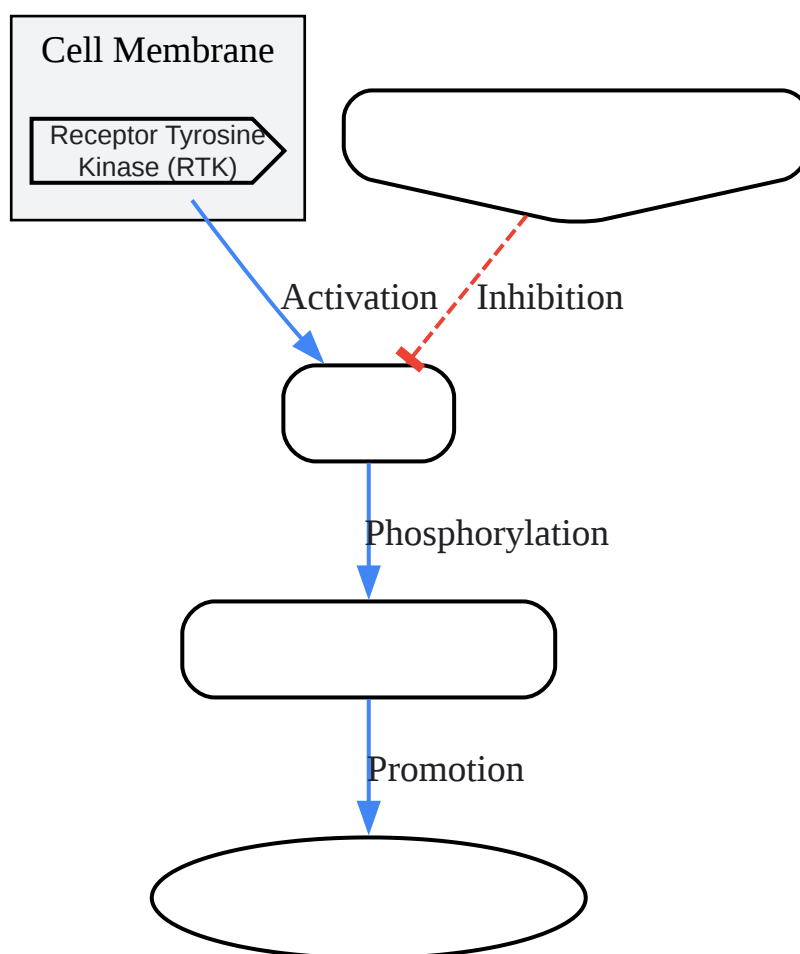 Cell Membrane
Receptor Tyrosine
Kinase (RTK)
Activation
Inhibition
Phosphorylation
Promotion